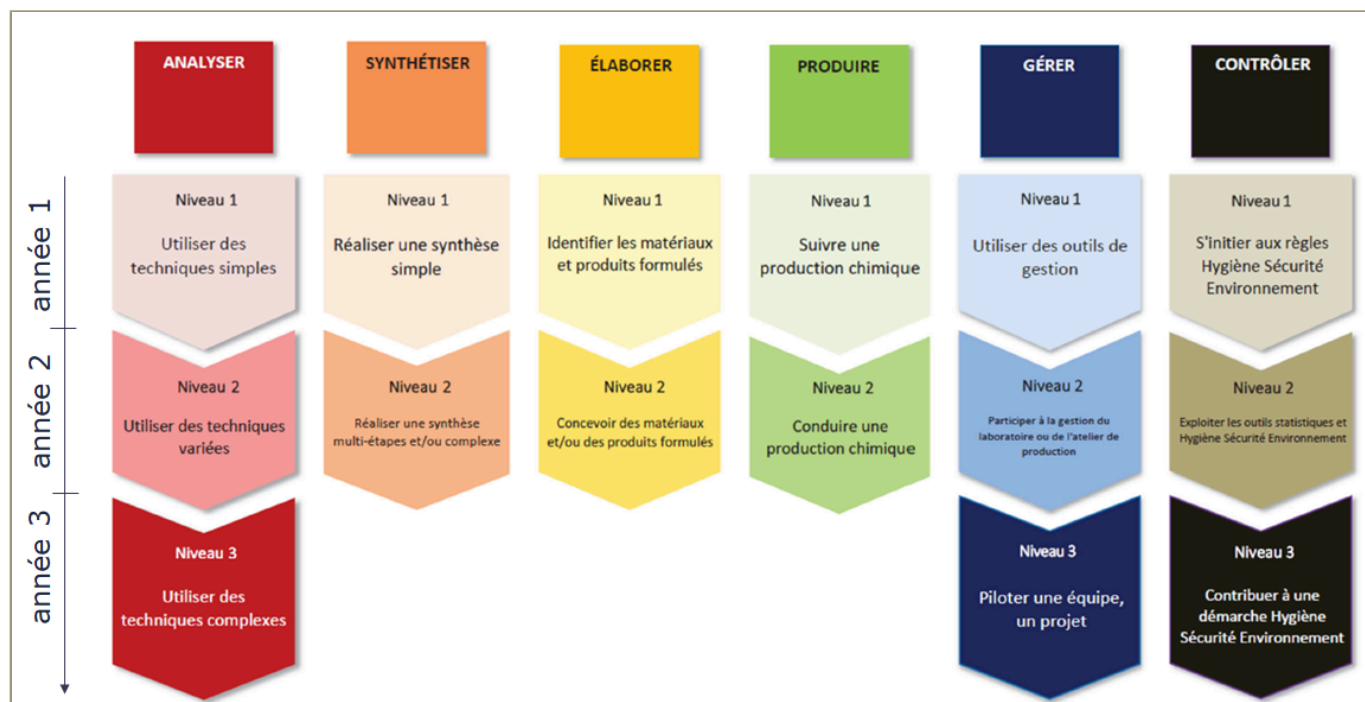 ANALYSER
SYNTHÉTISER
ÉLABORER
PRODUIRE
GÉRER
CONTRÔLER
année 1
Niveau 1
Utiliser des
techniques simples
Niveau 1
Réaliser une synthèse
simple
Niveau 1
Identifier les matériaux
et produits formulés
Niveau 1
Suivre une
production chimique
Niveau 1
Utiliser des outils de
gestion
Niveau 1
S'initier aux règles
Hygiène Sécurité
Environnement
année 2
Niveau 2
Utiliser des techniques
variées
Niveau 2
Réaliser une synthèse
multi-étapes et/ou complexe
Niveau 2
Concevoir des matériaux
et/ou des produits formulés
Niveau 2
Conduire une
production chimique
Niveau 2
Participer à la gestion du
laboratoire ou de l'atelier de
production
Niveau 2
Exploiter les outils statistiques et
Hygiène Sécurité Environnement
année 3
Niveau 3
Utiliser des
techniques complexes
Niveau 3
Piloter une équipe,
un projet
Niveau 3
Contribuer à une
démarche Hygiène
Sécurité Environnement